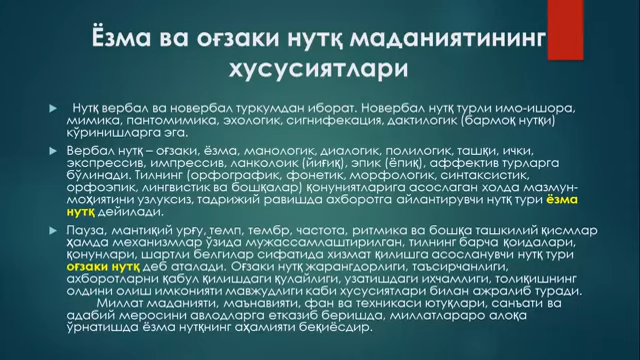 Ёзма ва оғзаки нутқ маданиятининг
хусусиятлари
Нутқ вербал ва новербал туркумдан иборат. Новербал нутқ турли имо-ишора,
мимика, пантомимика, эхологик, сигнифекация, дактилогик (бармоқ нутқи)
кўринишларга эга.
Вербал нутқ – оғзаки, ёзма, манологик, диалогик, полилогик, ташқи, ички,
экспрессив, импрессив, ланколоик (йиғиқ), эпик (ёпиқ), аффектив турларга
бўлинади. Тилнинг (орфографик, фонетик, морфологик, синтаксистик,
орфоэпик, лингвистик ва бошқалар) қонуниятларига асослаган холда мазмун-
моҳиятини узлуксиз, тадрижий равишда ахборотга айлантирувчи нутқ тури ёзма
нутқ дейилади.
Пауза, мантиқий урғу, темп, тембр, частота, ритмика ва бошқа ташкилий қисмлар
ҳамда механизмлар ўзида мужассамлаштирилган, тилнинг барча қоидалари,
қонунлари, шартли белгилар сифатида хизмат қилишга асосланувчи нутқ тури
оғзаки нутқ деб аталади. Оғзаки нутқ жарангдорлиги, таъсирчанлиги,
ахборотларни қабул қилишдаги қулайлиги, узатишдаги ихчамлиги, толиқишнинг
олдини олиш имконияти мавжудлиги каби хусусиятлари билан ажралиб туради.
Миллат маданияти, маънавияти, фан ва техникаси ютуқлари, санъати ва
адабий меросини авлодларга етказиб беришда, миллатлараро алоқа
ўрнатишда ёзма нутқнинг аҳамияти беқиёсдир.